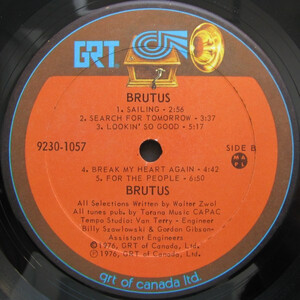 GRT
BRUTUS
1. SAILING - 2:56
2. SEARCH FOR TOMORROW - 3:37
3. LOOKIN' SO GOOD - 5:17
9230-1057
SIDE B
MA
4. BREAK MY HEART AGAIN - 4:42
5. FOR THE PEOPLE - 6:50
BRUTUS
All Selections Written by Walter Zwol
All tunes pub. by Tarana Music CAPAC
Tempo Studio: Van Terry - Engineer
Billy Szawlowski & Gordon Gibson:
Assistant Engineers
℗1976, GRT of Canada, Ltd.
©1976, GRT of Canada, Ltd.
grt of canada ltd.